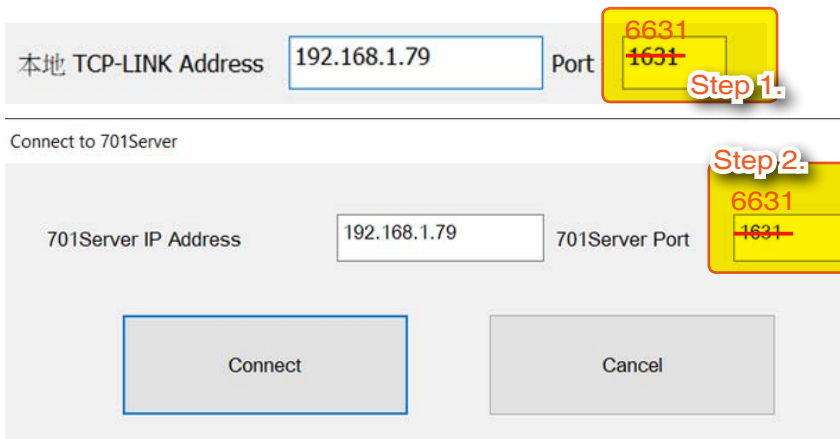 6631
本地 TCP-LINK Address 192.168.1.79 Port 1631
Step 1.
Connect to 701Server
Step 2.
6631
701Server IP Address 192.168.1.79 701Server Port 1631
Connect Cancel